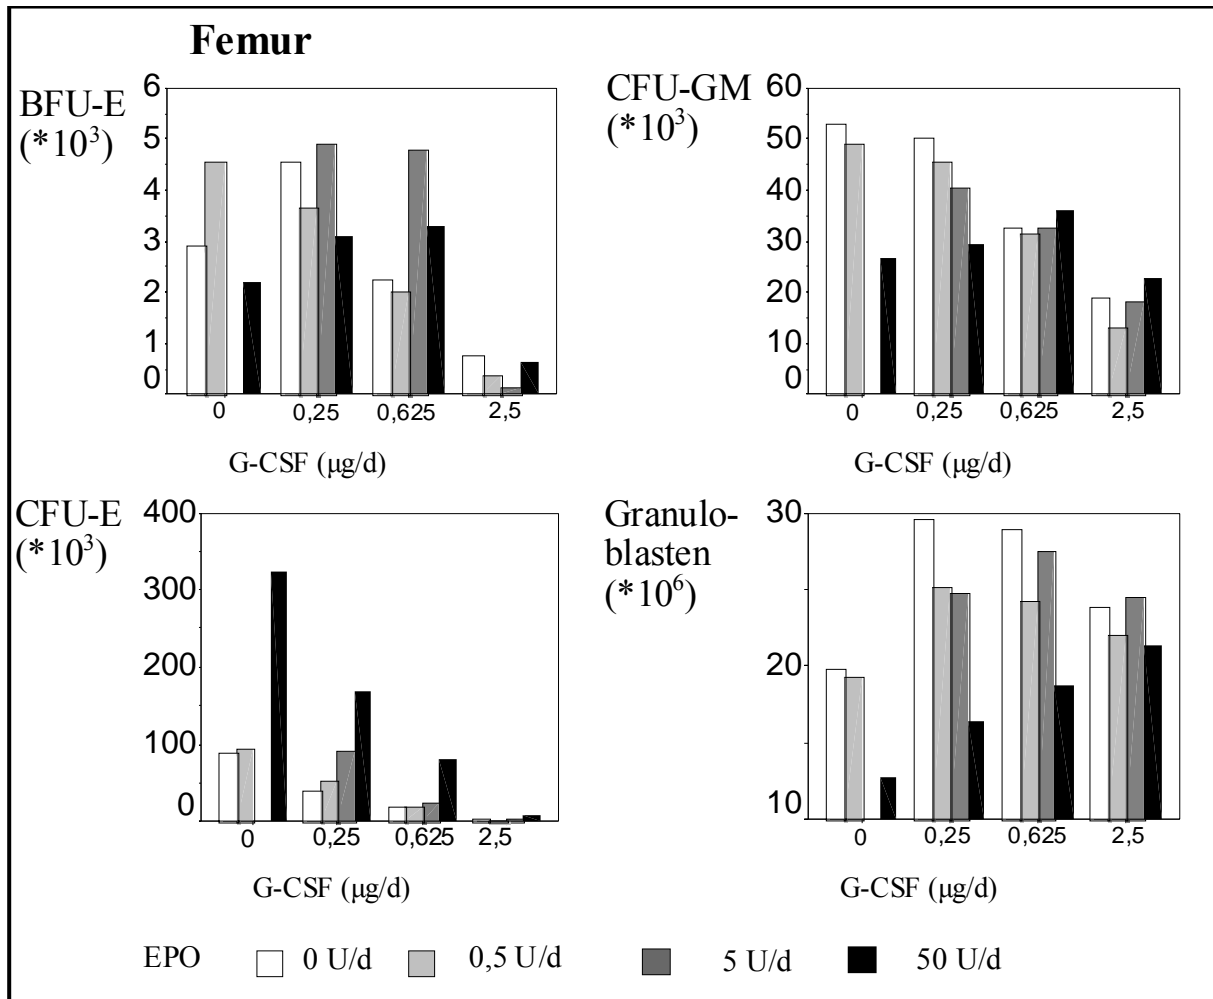 Femur
BFU-E
(*10³)
6
5
4
3
2
1
0
0 0,25 0,625 2,5
G-CSF (µg/d)
CFU-GM
(*10³)
60
50
40
30
20
10
0
0 0,25 0,625 2,5
G-CSF (µg/d)
CFU-E
(*10³)
400
300
200
100
0
0 0,25 0,625 2,5
G-CSF (µg/d)
Granulo-
blasten
(*10⁶)
30
20
10
0 0,25 0,625 2,5
G-CSF (µg/d)
EPO 0 U/d 0,5 U/d 5 U/d 50 U/d